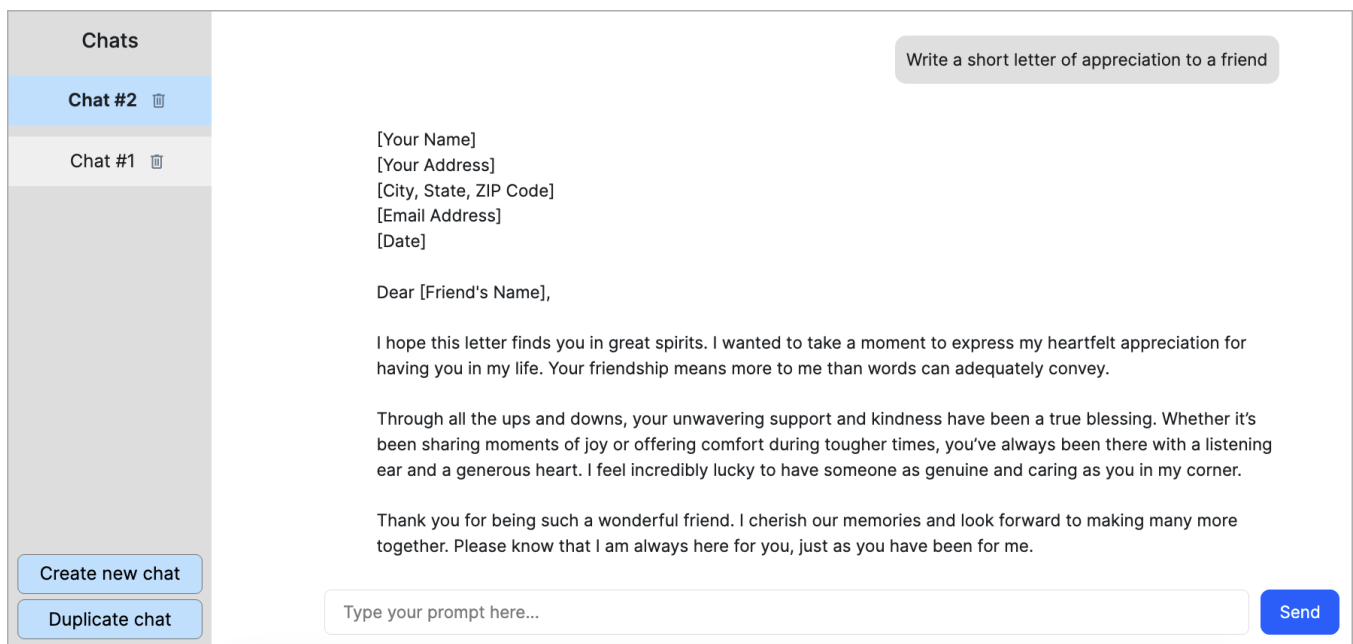 Chats
Chat #2
Chat #1
Create new chat
Duplicate chat
Write a short letter of appreciation to a friend
[Your Name]
[Your Address]
[City, State, ZIP Code]
[Email Address]
[Date]
Dear [Friend's Name],
I hope this letter finds you in great spirits. I wanted to take a moment to express my heartfelt appreciation for
having you in my life. Your friendship means more to me than words can adequately convey.
Through all the ups and downs, your unwavering support and kindness have been a true blessing. Whether it’s
been sharing moments of joy or offering comfort during tougher times, you’ve always been there with a listening
ear and a generous heart. I feel incredibly lucky to have someone as genuine and caring as you in my corner.
Thank you for being such a wonderful friend. I cherish our memories and look forward to making many more
together. Please know that I am always here for you, just as you have been for me.
Type your prompt here...
Send